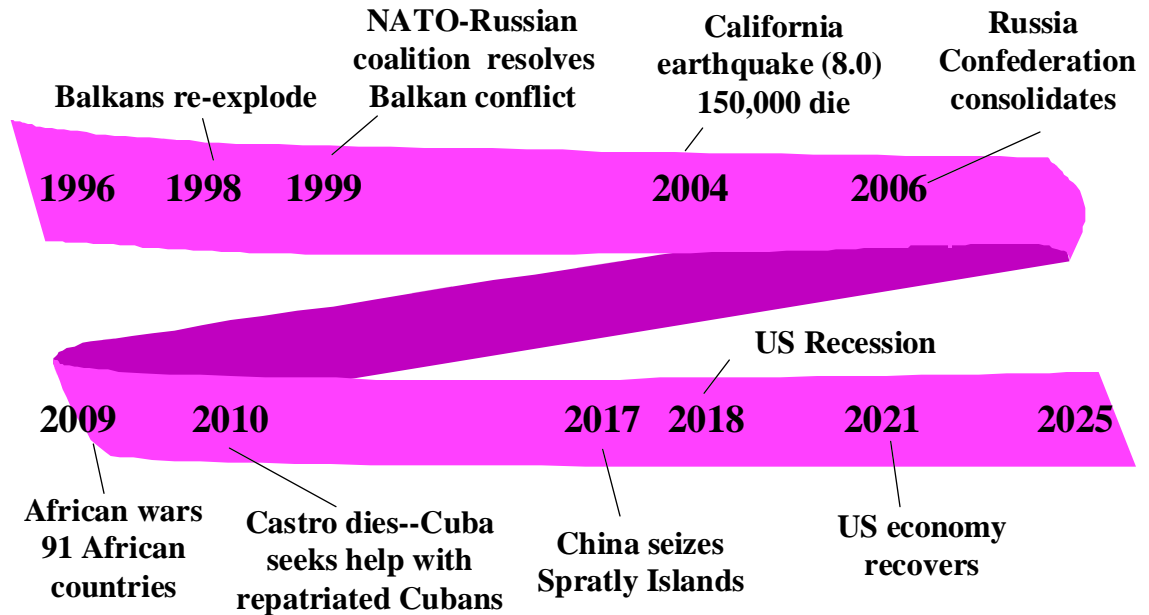 NATO-Russian
coalition resolves
Balkan conflict
California
earthquake (8.0)
150,000 die
Russia
Confederation
consolidates
Balkans re-explode
1996 1998 1999 2004 2006
US Recession
2009 2010 2017 2018 2021 2025
African wars
91 African
countries
Castro dies--Cuba
seeks help with
repatriated Cubans
China seizes
Spratly Islands
US economy
recovers